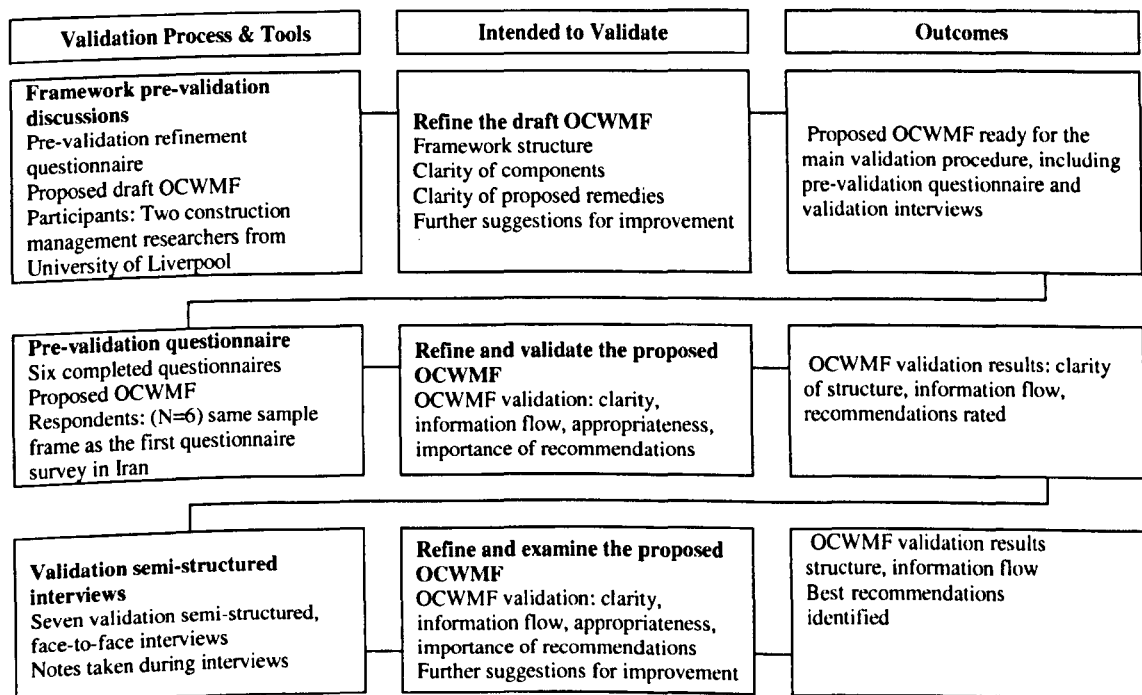 Validation Process & Tools
Intended to Validate
Outcomes
Framework pre-validation
discussions
Pre-validation refinement
questionnaire
Proposed draft OCWMF
Participants: Two construction
management researchers from
University of Liverpool
Refine the draft OCWMF
Framework structure
Clarity of components
Clarity of proposed remedies
Further suggestions for improvement
Proposed OCWMF ready for the
main validation procedure, including
pre-validation questionnaire and
validation interviews
Pre-validation questionnaire
Six completed questionnaires
Proposed OCWMF
Respondents: (N=6) same sample
frame as the first questionnaire
survey in Iran
Refine and validate the proposed
OCWMF
OCWMF validation: clarity,
information flow, appropriateness,
importance of recommendations
OCWMF validation results: clarity
of structure, information flow,
recommendations rated
Validation semi-structured
interviews
Seven validation semi-structured,
face-to-face interviews
Notes taken during interviews
Refine and examine the proposed
OCWMF
OCWMF validation: clarity,
information flow, appropriateness,
importance of recommendations
Further suggestions for improvement
OCWMF validation results
structure, information flow
Best recommendations
identified